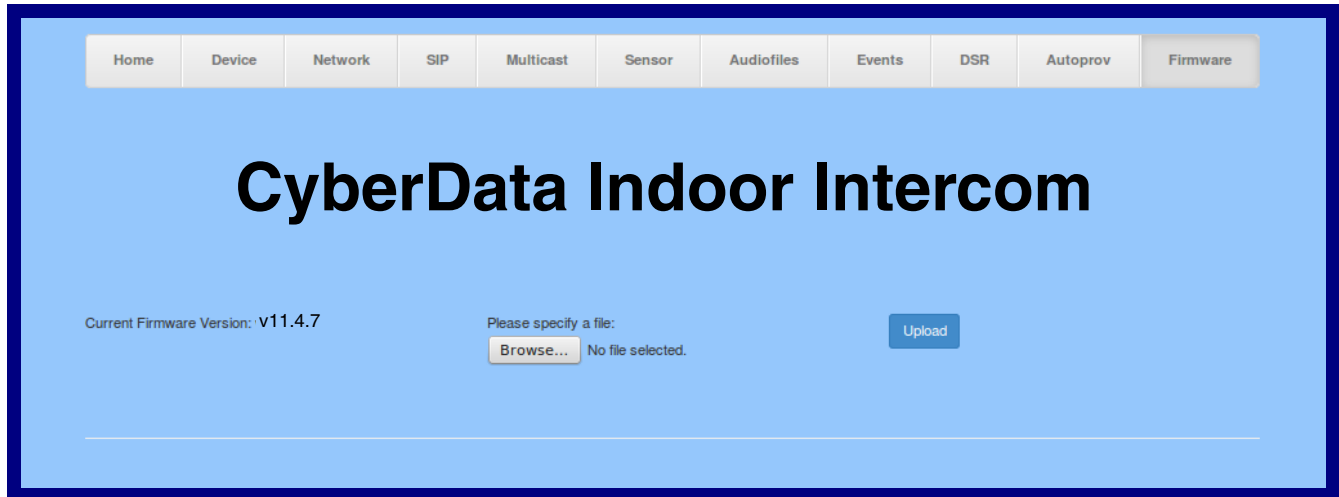 Home Device Network SIP Multicast Sensor Audiofiles Events DSR Autoprov Firmware
CyberData Indoor Intercom
Current Firmware Version: v11.4.7
Please specify a file:
Browse... No file selected.
Upload